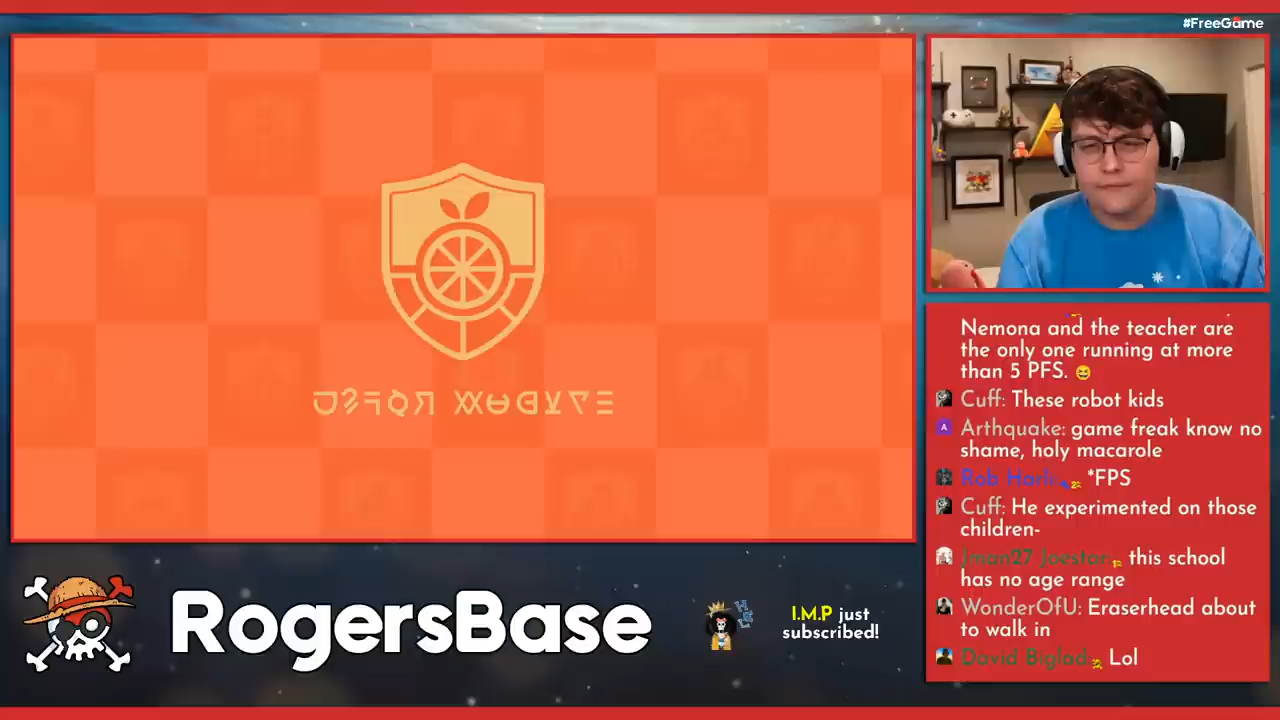 #FreeGame
Nemona and the teacher are
the only one running at more
than 5 PFS. 😆
Cuff: These robot kids
A Arthquake: game freak know no
shame, holy macarole
Rob Horli: *FPS
Cuff: He experimented on those
children-
Jman27 Joestar: this school
has no age range
WonderOfU: Eraserhead about
to walk in
David Biglad: Lol
RogersBase
I.M.P just
subscribed!